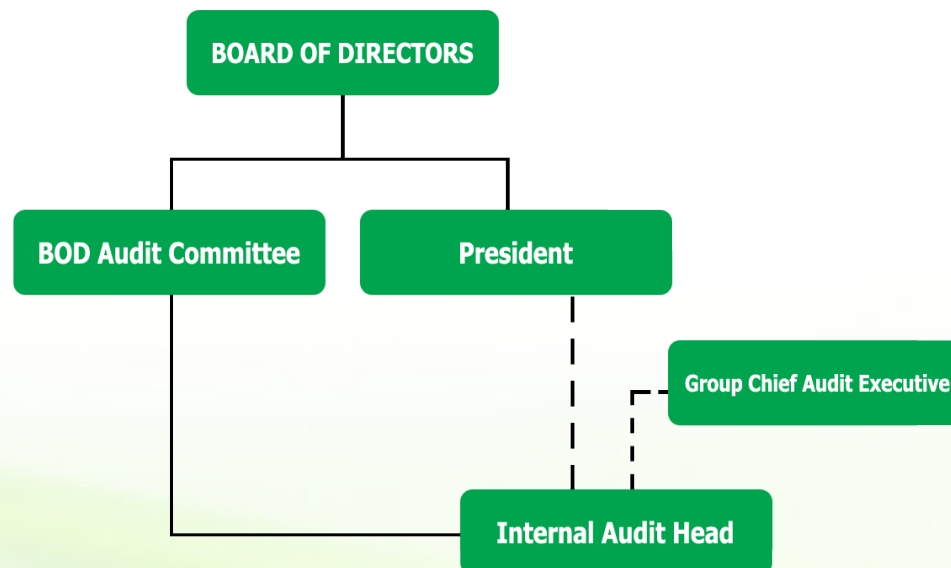 BOARD OF DIRECTORS
BOD Audit Committee
President
Group Chief Audit Executive
Internal Audit Head